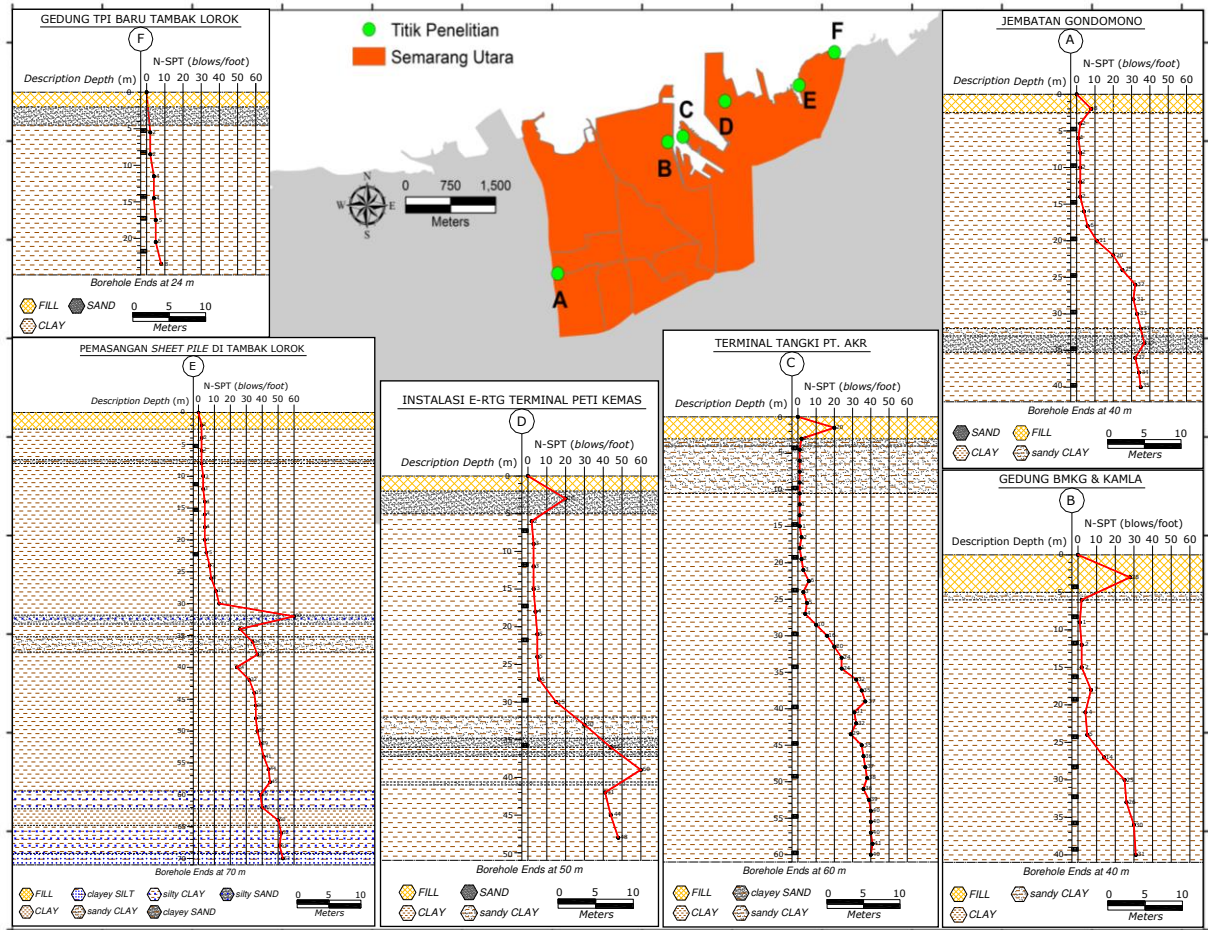 GEDUNG TPI BARU TAMBAK LOROK
F
N-SPT (blows/foot)
Description Depth (m) 0 10 20 30 40 50 60
0
5
10
15
20
Borehole Ends at 24 m
FILL SAND
CLAY
0 5 10
Meters
Titik Penelitian
Semarang Utara
N
W E
S
0 750 1,500
Meters
A
B
C
D
E
F
JEMBATAN GONDOMONO
A
N-SPT (blows/foot)
Description Depth (m) 0 10 20 30 40 50 60
0
5
10
15
20
25
30
35
40
Borehole Ends at 40 m
SAND FILL
CLAY sandy CLAY
0 5 10
Meters
PEMASANGAN SHEET PILE DI TAMBAK LOROK
E
N-SPT (blows/foot)
Description Depth (m) 0 10 20 30 40 50 60
0
5
10
15
20
25
30
35
40
45
50
55
60
65
70
Borehole Ends at 70 m
FILL clayey SILT silty CLAY silty SAND
CLAY sandy CLAY clayey SAND
0 5 10
Meters
INSTALASI E-RTG TERMINAL PETI KEMAS
D
N-SPT (blows/foot)
Description Depth (m) 0 10 20 30 40 50 60
0
5
10
15
20
25
30
35
40
45
50
Borehole Ends at 50 m
FILL SAND
CLAY sandy CLAY
0 5 10
Meters
TERMINAL TANGKI PT. AKR
C
N-SPT (blows/foot)
Description Depth (m) 0 10 20 30 40 50 60
0
5
10
15
20
25
30
35
40
45
50
55
60
Borehole Ends at 60 m
FILL clayey SAND
CLAY sandy CLAY
0 5 10
Meters
GEDUNG BMKG & KAMLA
B
N-SPT (blows/foot)
Description Depth (m) 0 10 20 30 40 50 60
0
5
10
15
20
25
30
35
40
Borehole Ends at 40 m
FILL sandy CLAY
CLAY
0 5 10
Meters